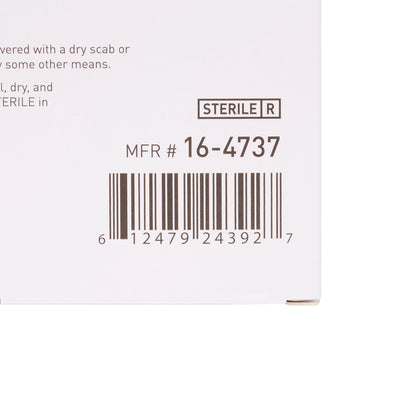 vered with a dry scab or
some other means.
l, dry, and
ERILE in
STERILE R
MFR # 16-4737
6 12479 24392 7